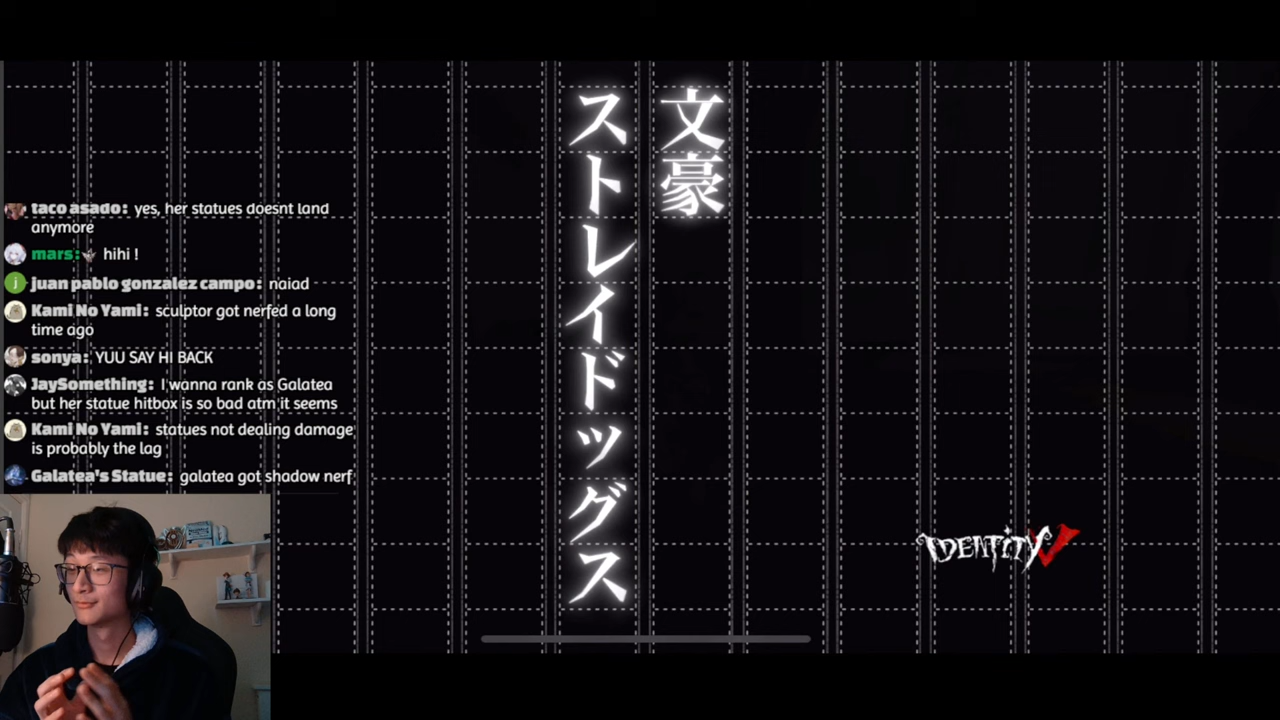 文豪
ストレイドッグス
taco asado: yes, her statues doesnt land
anymore
mars: hihi !
juan pablo gonzalez campo: naiad
Kami No Yami: sculptor got nerfed a long
time ago
sonya: YUU SAY HI BACK
JaySomething: I wanna rank as Galatea
but her statue hitbox is so bad atm it seems
Kami No Yami: statues not dealing damage
is probably the lag
Galatea's Statue: galatea got shadow nerf
IDENTITY V